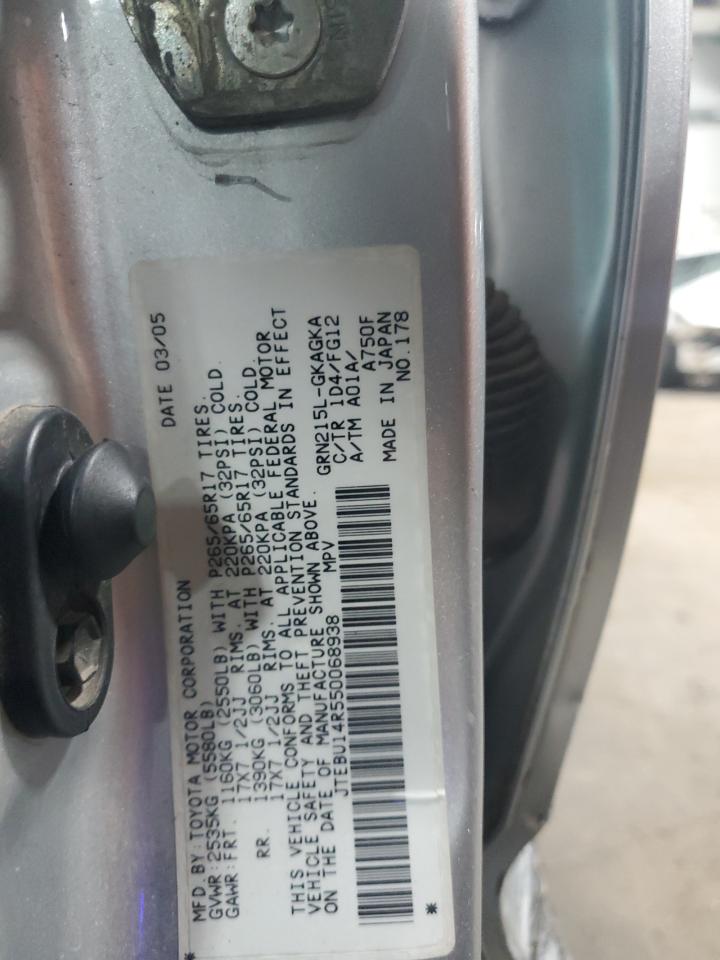 MFD. BY: TOYOTA MOTOR CORPORATION DATE 03/05
GVWR: 2535KG (5580LB)
GAWR: FRT. 1160KG (2550LB) WITH P265/65R17 TIRES.
17X7 1/2JJ RIMS. AT 220KPA (32PSI) COLD.
RR. 1390KG (3060LB) WITH P265/65R17 TIRES.
17X7 1/2JJ RIMS. AT 220KPA (32PSI) COLD.
THIS VEHICLE CONFORMS TO ALL APPLICABLE FEDERAL MOTOR
VEHICLE SAFETY AND THEFT PREVENTION STANDARDS IN EFFECT
ON THE DATE OF MANUFACTURE SHOWN ABOVE.
JTEBU14R550068938 MPV GRN215L-GKAGKA
C/TR 1D4/FG12
A/TM A01A/
A750F
MADE IN JAPAN
NO.178
* *